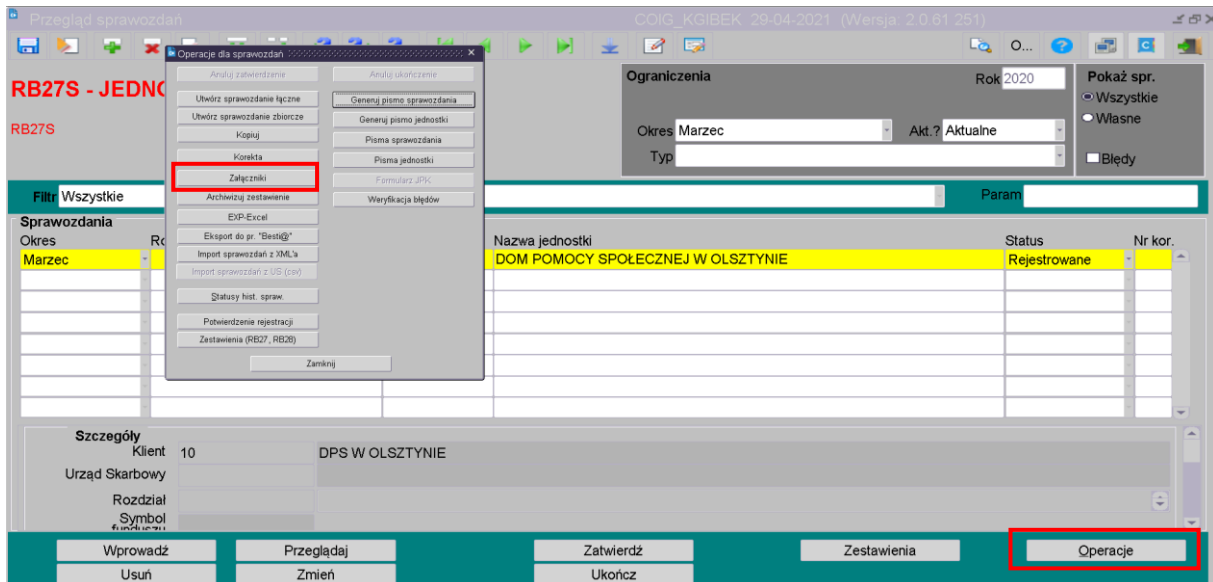 Przegląd sprawozdań
COIG_KGIBEK 29-04-2021 (Wersja: 2.0.61 251)
O...
RB27S - JEDNO
RB27S
Operacje dla sprawozdań
Anuluj zatwierdzenie
Anuluj ukończenie
Utwórz sprawozdanie łączne
Generuj pismo sprawozdania
Utwórz sprawozdanie zbiorcze
Generuj pismo jednostki
Kopiuj
Pisma sprawozdania
Korekta
Pisma jednostki
Załączniki
Formularz JPK
Archiwizuj zestawienie
Weryfikacja błędów
EXP-Excel
Eksport do pr. "Besti@"
Import sprawozdań z XML'a
Import sprawozdań z US (csv)
Statusy hist. spraw.
Potwierdzenie rejestracji
Zestawienia (RB27, RB28)
Zamknij
Ograniczenia
Rok 2020
Okres Marzec
Akt.? Aktualne
Typ
Pokaż spr.
Wszystkie
Własne
Błędy
Filtr Wszystkie
Param
Sprawozdania
Okres Ro Nazwa jednostki Status Nr kor.
Marzec DOM POMOCY SPOŁECZNEJ W OLSZTYNIE Rejestrowane
Szczegóły
Klient 10 DPS W OLSZTYNIE
Urząd Skarbowy
Rozdział
Symbol
funduszu
Wprowadź Przeglądaj Zatwierdź Zestawienia Operacje
Usuń Zmień Ukończ